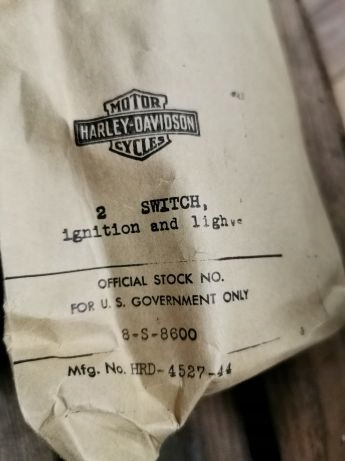 MOTOR
HARLEY-DAVIDSON
CYCLES
2 SWITCH,
ignition and
OFFICIAL STOCK NO.
FOR U. S. GOVERNMENT ONLY
8-S-8600
Mfg. No. HRD-4527-44